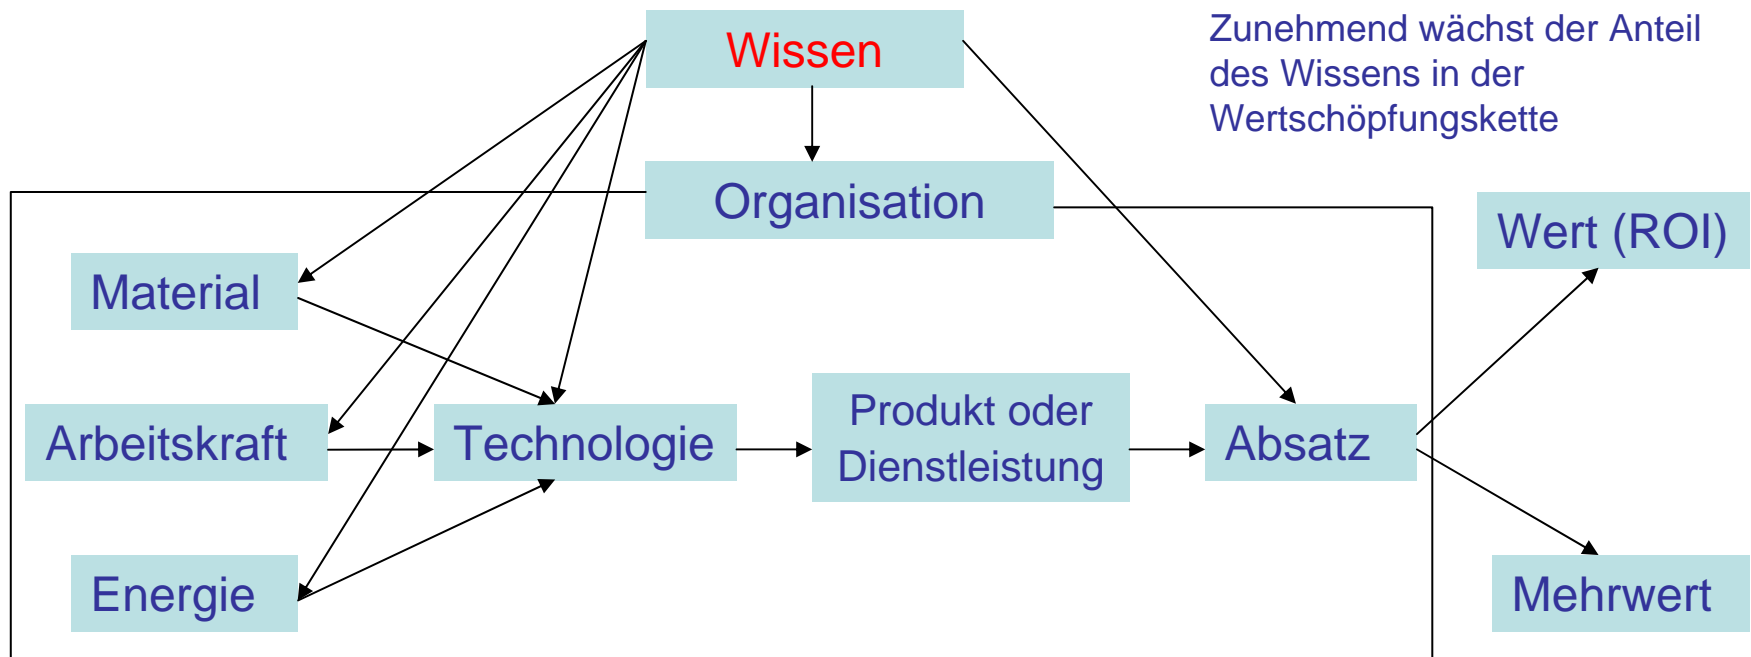 Wissen
Zunehmend wächst der Anteil
des Wissens in der
Wertschöpfungskette
Organisation
Wert (ROI)
Material
Arbeitskraft
Technologie
Produkt oder
Dienstleistung
Absatz
Energie
Mehrwert